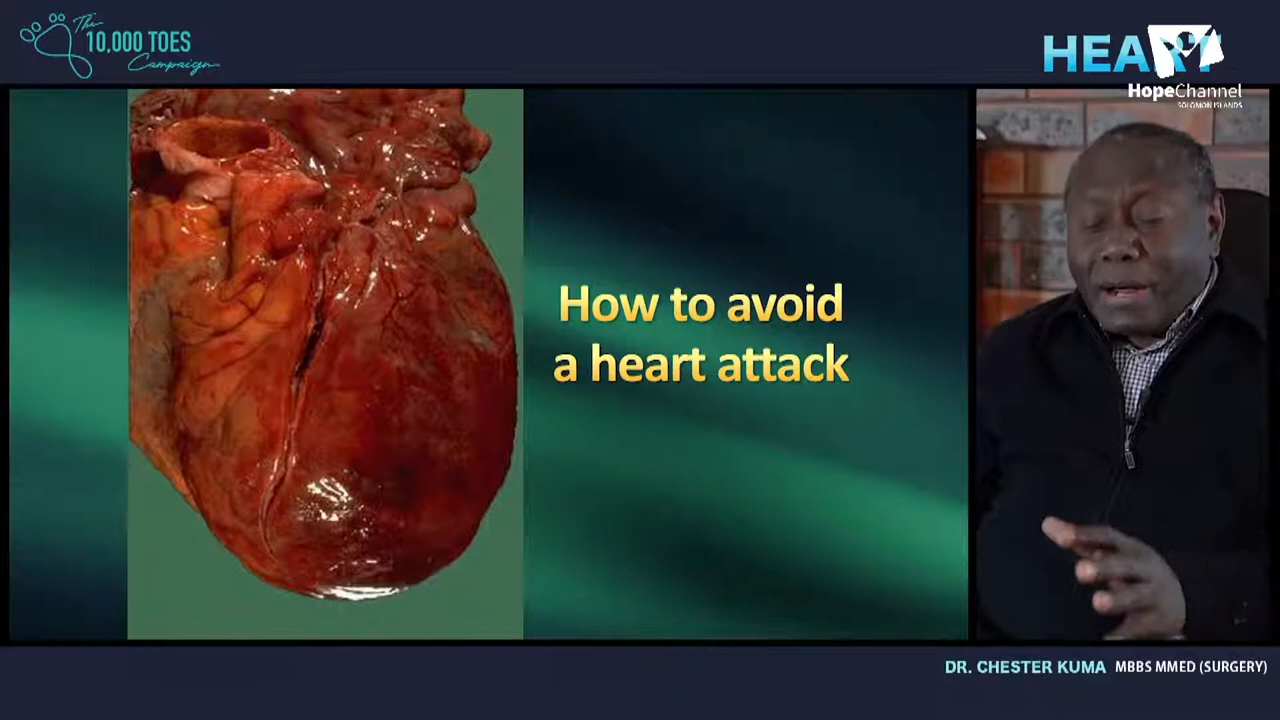 The
10,000 TOES
Campaign
HEART
HopeChannel
SOLOMON ISLANDS
How to avoid
a heart attack
DR. CHESTER KUMA MBBS MMED (SURGERY)